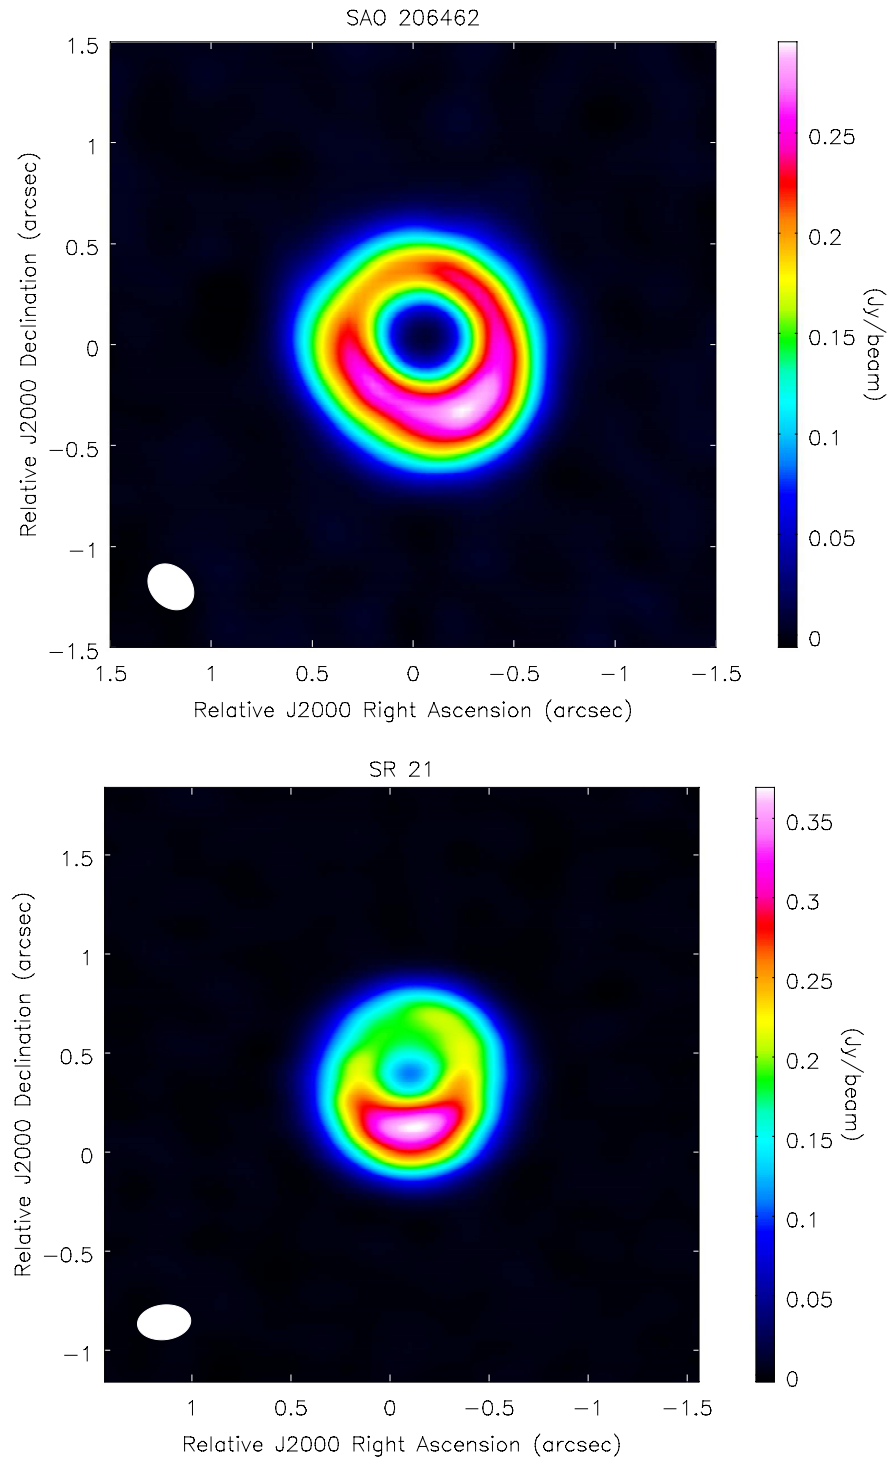 SAO 206462
1.5
1
0.5
0
−0.5
−1
−1.5
Relative J2000 Declination (arcsec)
1.5 1 0.5 0 −0.5 −1 −1.5
Relative J2000 Right Ascension (arcsec)
0.25
0.2
0.15
0.1
0.05
0
(Jy/beam)
SR 21
1.5
1
0.5
0
−0.5
−1
Relative J2000 Declination (arcsec)
1 0.5 0 −0.5 −1 −1.5
Relative J2000 Right Ascension (arcsec)
0.35
0.3
0.25
0.2
0.15
0.1
0.05
0
(Jy/beam)